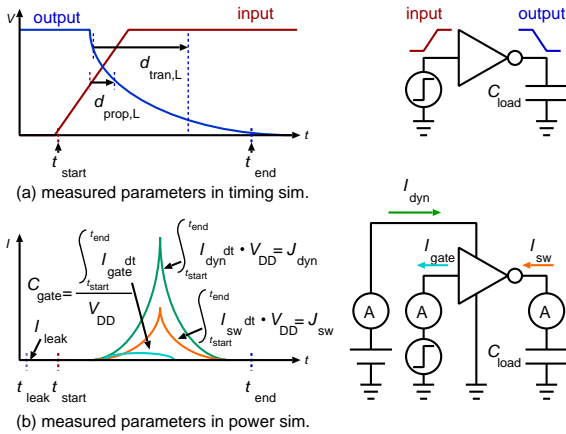 V
output
input
input
output
d tran,L
d prop,L
C load
t
t start
t end
(a) measured parameters in timing sim.
I
∫ t start t end I gate dt
C gate = V DD
∫ t start t end I dyn dt · V DD = J dyn
∫ t start t end I sw dt · V DD = J sw
I leak
t
t leak
t start
t end
(b) measured parameters in power sim.
I dyn
I gate
I sw
A
A
A
C load